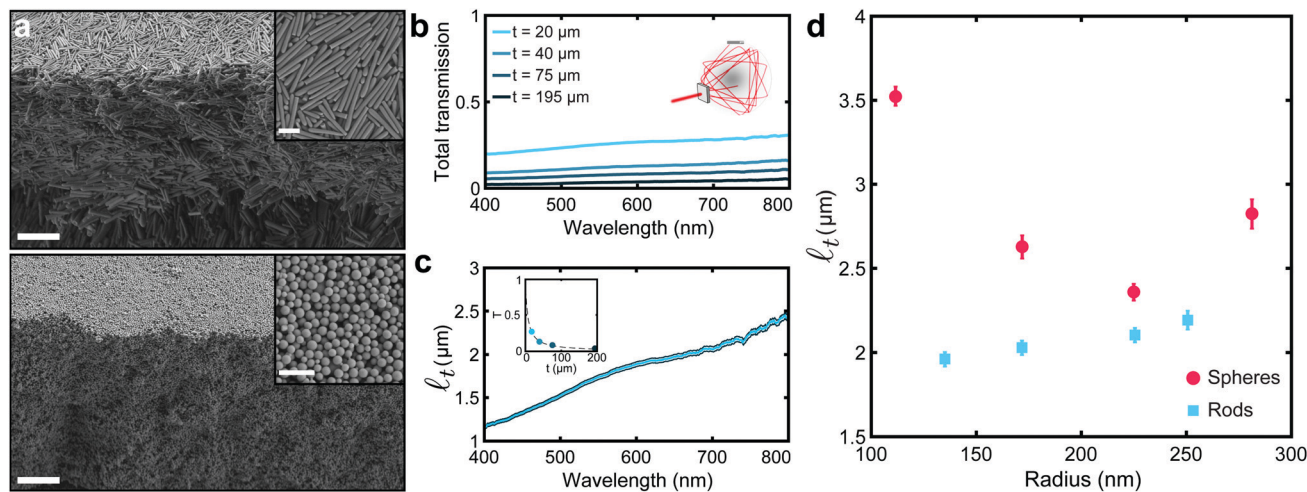 a
b
Total transmission
1
0.5
0
t = 20 µm
t = 40 µm
t = 75 µm
t = 195 µm
400
500
600
700
800
Wavelength (nm)
c
ℓt (µm)
3
2.5
2
1.5
1
1
0.5
0
T
0
100
200
t (µm)
400
500
600
700
800
Wavelength (nm)
d
ℓt (µm)
4
3.5
3
2.5
2
1.5
Spheres
Rods
100
150
200
250
300
Radius (nm)